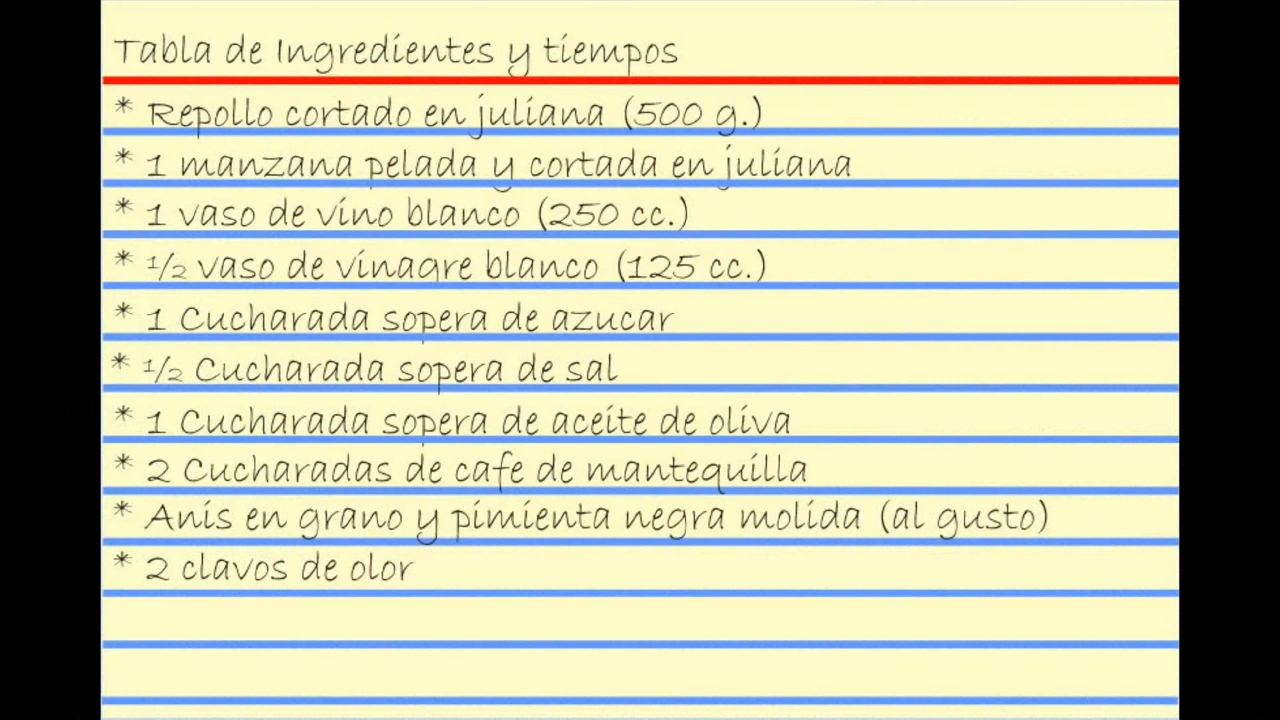 Tabla de Ingredientes y tiempos
* Repollo cortado en juliana (500 g.)
* 1 manzana pelada y cortada en juliana
* 1 vaso de vino blanco (250 cc.)
* 1/2 vaso de vinagre blanco (125 cc.)
* 1 Cucharada sopera de azucar
* 1/2 Cucharada sopera de sal
* 1 Cucharada sopera de aceite de oliva
* 2 Cucharadas de cafe de mantequilla
* Anis en grano y pimienta negra molida (al gusto)
* 2 clavos de olor